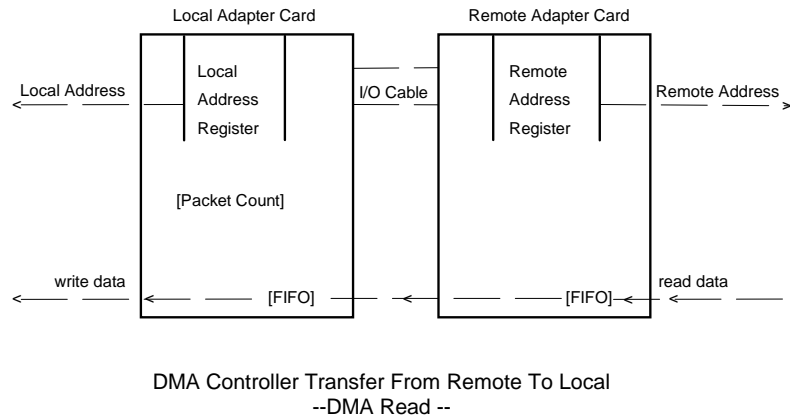 Local Adapter Card
Remote Adapter Card
Local
Address
Register
Remote
Address
Register
Local Address
I/O Cable
Remote Address
[Packet Count]
write data
[FIFO]
[FIFO]
read data
DMA Controller Transfer From Remote To Local
--DMA Read --